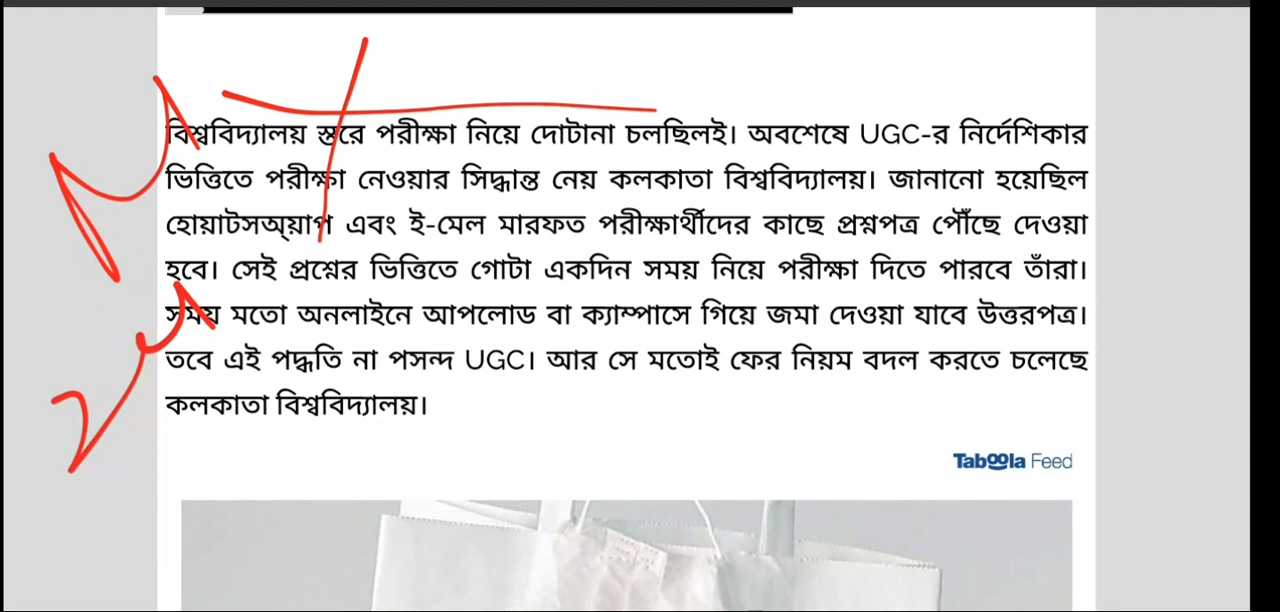 বিশ্ববিদ্যালয় স্তরে পরীক্ষা নিয়ে দোটানা চলছিলই। অবশেষে UGC-র নির্দেশিকার
ভিত্তিতে পরীক্ষা নেওয়ার সিদ্ধান্ত নেয় কলকাতা বিশ্ববিদ্যালয়। জানানো হয়েছিল
হোয়াটসঅ্যাপ এবং ই-মেল মারফত পরীক্ষার্থীদের কাছে প্রশ্নপত্র পৌঁছে দেওয়া
হবে। সেই প্রশ্নের ভিত্তিতে গোটা একদিন সময় নিয়ে পরীক্ষা দিতে পারবে তাঁরা।
সময় মতো অনলাইনে আপলোড বা ক্যাম্পাসে গিয়ে জমা দেওয়া যাবে উত্তরপত্র।
তবে এই পদ্ধতি না পসন্দ UGC। আর সে মতোই ফের নিয়ম বদল করতে চলেছে
কলকাতা বিশ্ববিদ্যালয়।
Taboola Feed